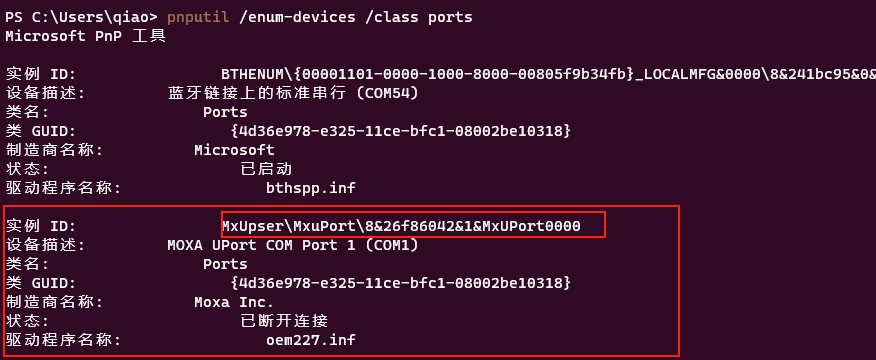 PS C:\Users\qiao> pnputil /enum-devices /class ports
Microsoft PnP 工具
实例 ID: BTHENUM\{00001101-0000-1000-8000-00805f9b34fb}_LOCALMFG&0000\8&241bc95&0&
设备描述: 蓝牙链接上的标准串行 (COM54)
类名: Ports
类 GUID: {4d36e978-e325-11ce-bfc1-08002be10318}
制造商名称: Microsoft
状态: 已启动
驱动程序名称: bthspp.inf
实例 ID: MxUpser\MxuPort\8&26f86042&1&MxUPort0000
设备描述: MOXA UPort COM Port 1 (COM1)
类名: Ports
类 GUID: {4d36e978-e325-11ce-bfc1-08002be10318}
制造商名称: Moxa Inc.
状态: 已断开连接
驱动程序名称: oem227.inf